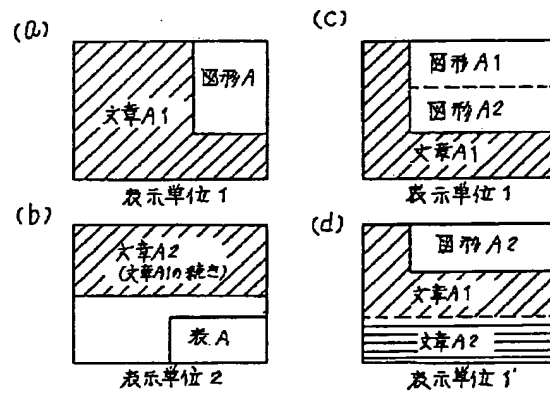 (a)
図形A
文章A1
表示単位1
(b)
文章A2
(文章A1の続き)
表A
表示単位2
(c)
図形A1
図形A2
文章A1
表示単位1
(d)
図形A2
文章A1
文章A2
表示単位1'